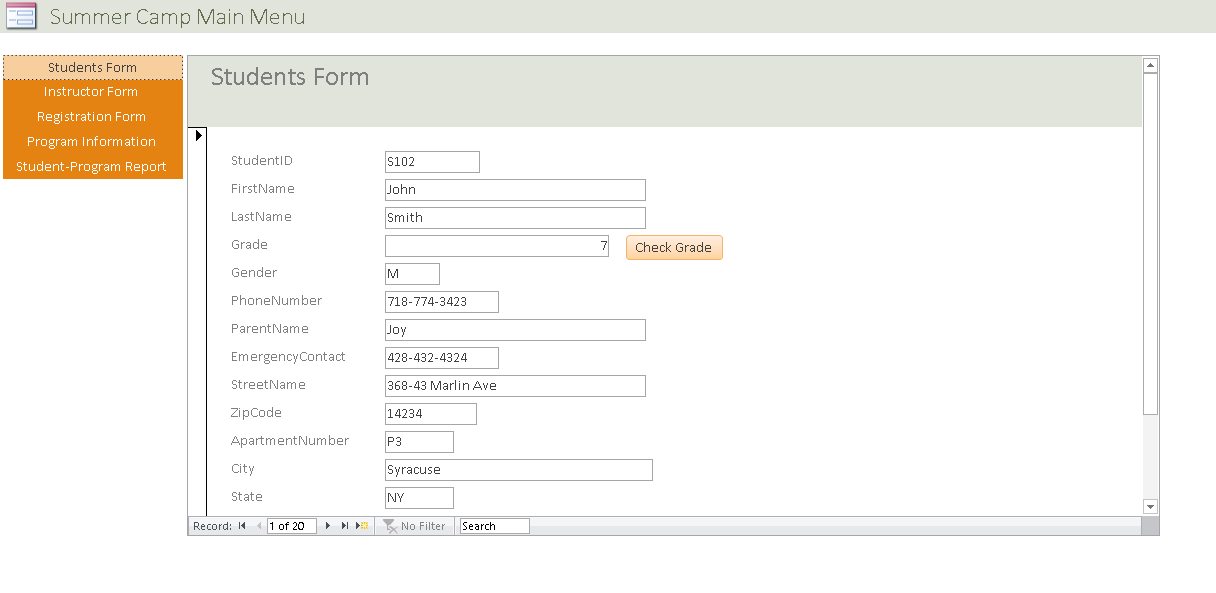 Summer Camp Main Menu
Students Form
Instructor Form
Registration Form
Program Information
Student-Program Report
Students Form
StudentID S102
FirstName John
LastName Smith
Grade 7 Check Grade
Gender M
PhoneNumber 718-774-3423
ParentName Joy
EmergencyContact 428-432-4324
StreetName 368-43 Marlin Ave
ZipCode 14234
ApartmentNumber P3
City Syracuse
State NY
Record: 1 of 20 No Filter Search